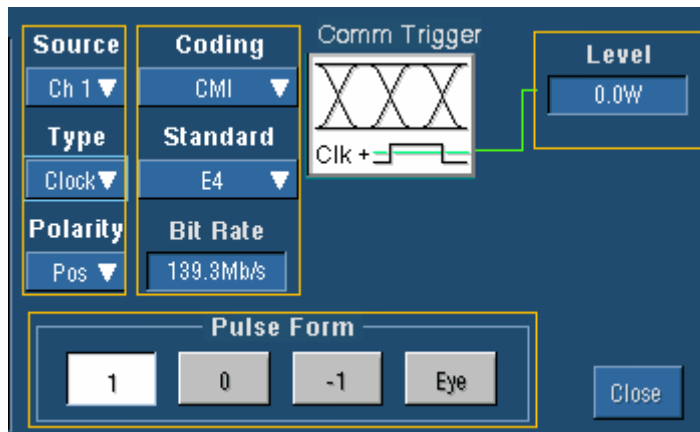 Source
Ch 1
Type
Clock
Polarity
Pos
Coding
CMI
Standard
E4
Bit Rate
139.3Mb/s
Comm Trigger
Clk +
Level
0.0W
Pulse Form
1
0
-1
Eye
Close